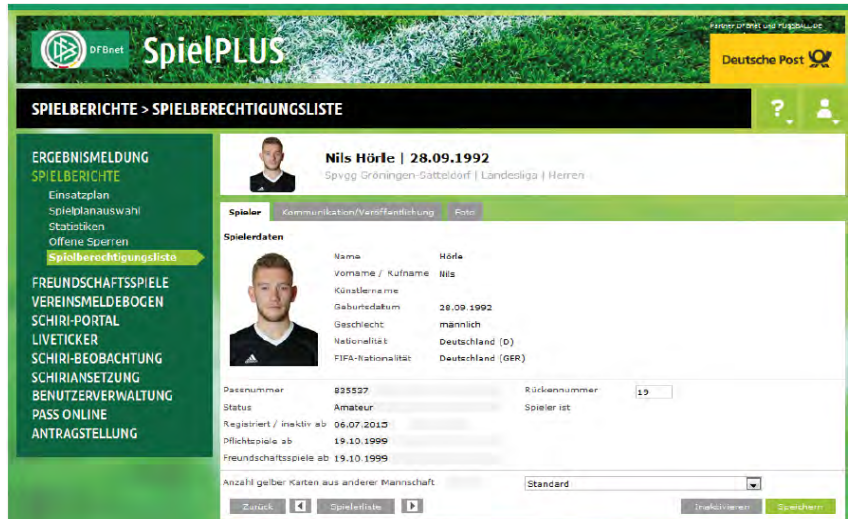 Partner DFBnet und FUSSBALL.DE
DFBnet SpielPLUS
Deutsche Post
SPIELBERICHTE > SPIELBERECHTIGUNGSLISTE
?
ERGEBNISMELDUNG
SPIELBERICHTE
Einsatzplan
Spielplanauswahl
Statistiken
Offene Sperren
Spielberechtigungsliste
FREUNDSCHAFTSSPIELE
VEREINSMELDEBOGEN
SCHIRI-PORTAL
LIVETICKER
SCHIRI-BEOBACHTUNG
SCHIRIANSETZUNG
BENUTZERVERWALTUNG
PASS ONLINE
ANTRAGSTELLUNG
Nils Hörle | 28.09.1992
Spvgg Gröningen-Satteldorf | Landesliga | Herren
Spieler Kommunikation/Veröffentlichung Foto
Spielerdaten
Name Hörle
Vorname / Rufname Nils
Künstlername
Geburtsdatum 28.09.1992
Geschlecht männlich
Nationalität Deutschland (D)
FIFA-Nationalität Deutschland (GER)
Passnummer 835537 Rückennummer 19
Status Amateur Spieler ist
Registriert / inaktiv ab 06.07.2015
Pflichtspiele ab 19.10.1999
Freundschaftsspiele ab 19.10.1999
Anzahl gelber Karten aus anderer Mannschaft Standard
Zurück Spielerliste Inaktivieren Speichern